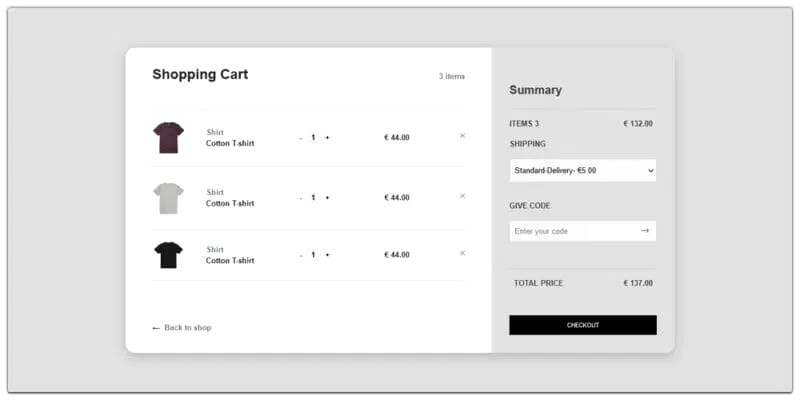 Shopping Cart
3 items
Shirt
Cotton T-shirt
- 1 +
€ 44.00
×
Shirt
Cotton T-shirt
- 1 +
€ 44.00
×
Shirt
Cotton T-shirt
- 1 +
€ 44.00
×
← Back to shop
Summary
ITEMS 3 € 132.00
SHIPPING
Standard-Delivery- €5.00
GIVE CODE
Enter your code →
TOTAL PRICE € 137.00
CHECKOUT